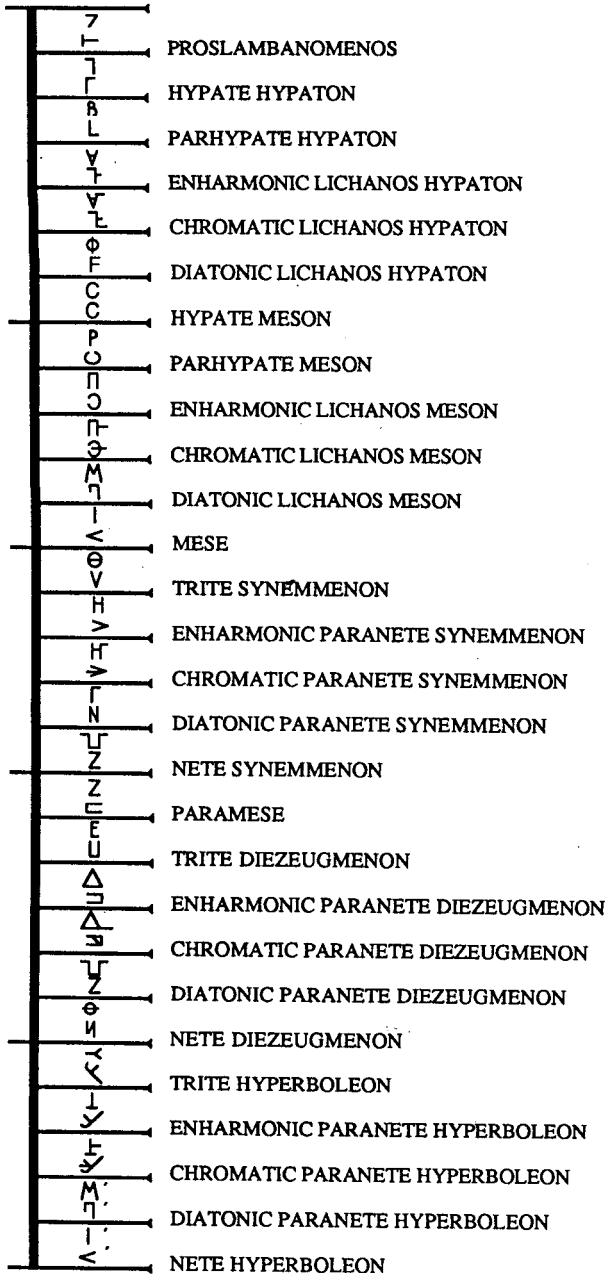 PROSLAMBANOMENOS
HYPATE HYPATON
PARHYPATE HYPATON
ENHARMONIC LICHANOS HYPATON
CHROMATIC LICHANOS HYPATON
Φ
F
DIATONIC LICHANOS HYPATON
C
C
HYPATE MESON
P
PARHYPATE MESON
Π
Ɔ
ENHARMONIC LICHANOS MESON
CHROMATIC LICHANOS MESON
M
DIATONIC LICHANOS MESON
I
<
MESE
Θ
V
TRITE SYNEMMENON
H
>
ENHARMONIC PARANETE SYNEMMENON
CHROMATIC PARANETE SYNEMMENON
Γ
N
DIATONIC PARANETE SYNEMMENON
Z
NETE SYNEMMENON
Z
PARAMESE
E
TRITE DIEZEUGMENON
Δ
ENHARMONIC PARANETE DIEZEUGMENON
CHROMATIC PARANETE DIEZEUGMENON
Z
DIATONIC PARANETE DIEZEUGMENON
И
NETE DIEZEUGMENON
TRITE HYPERBOLEON
ENHARMONIC PARANETE HYPERBOLEON
CHROMATIC PARANETE HYPERBOLEON
M'
DIATONIC PARANETE HYPERBOLEON
I'
<'
NETE HYPERBOLEON